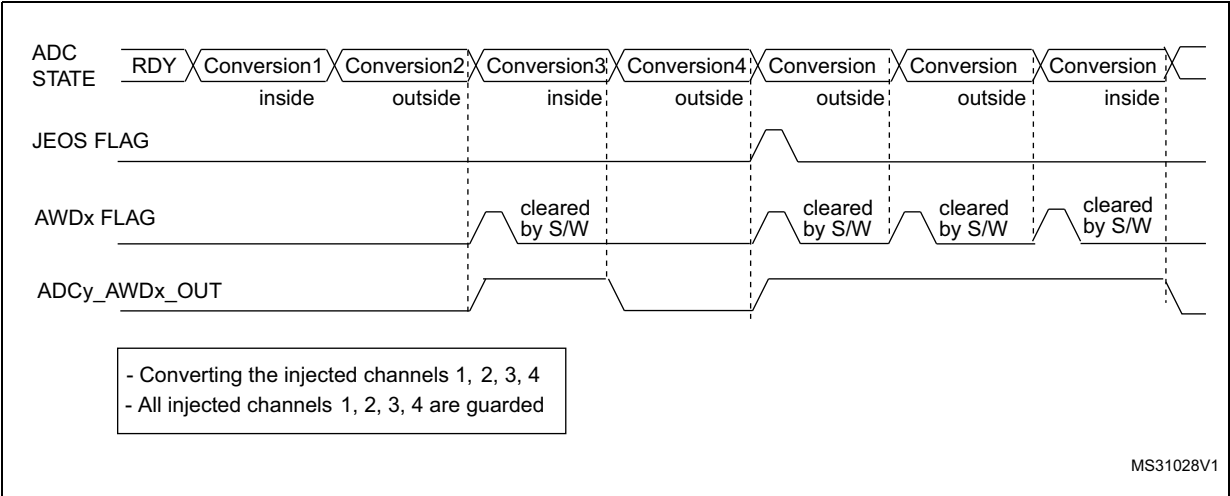 ADC
STATE
RDY Conversion1 Conversion2 Conversion3 Conversion4 Conversion Conversion Conversion
inside outside inside outside outside outside inside
JEOS FLAG
AWDx FLAG
cleared
by S/W
cleared
by S/W
cleared
by S/W
cleared
by S/W
ADCy_AWDx_OUT
- Converting the injected channels 1, 2, 3, 4
- All injected channels 1, 2, 3, 4 are guarded
MS31028V1